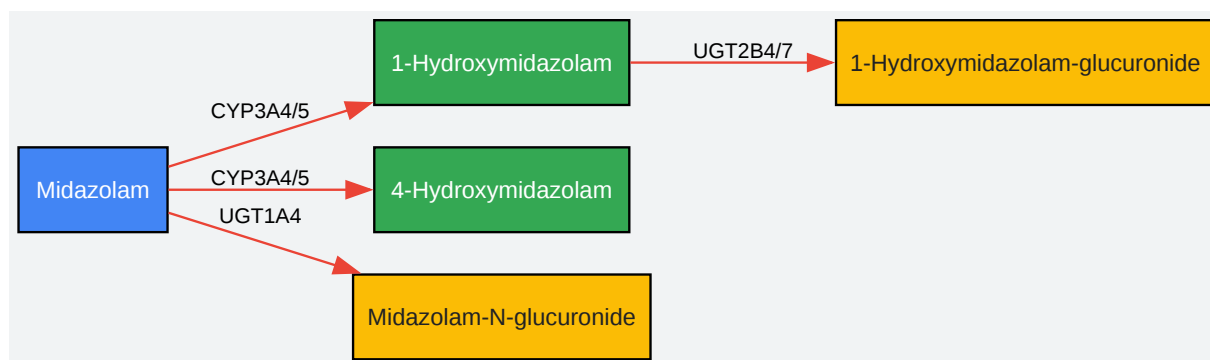 1-Hydroxymidazolam
UGT2B4/7
1-Hydroxymidazolam-glucuronide
CYP3A4/5
Midazolam
CYP3A4/5
4-Hydroxymidazolam
UGT1A4
Midazolam-N-glucuronide